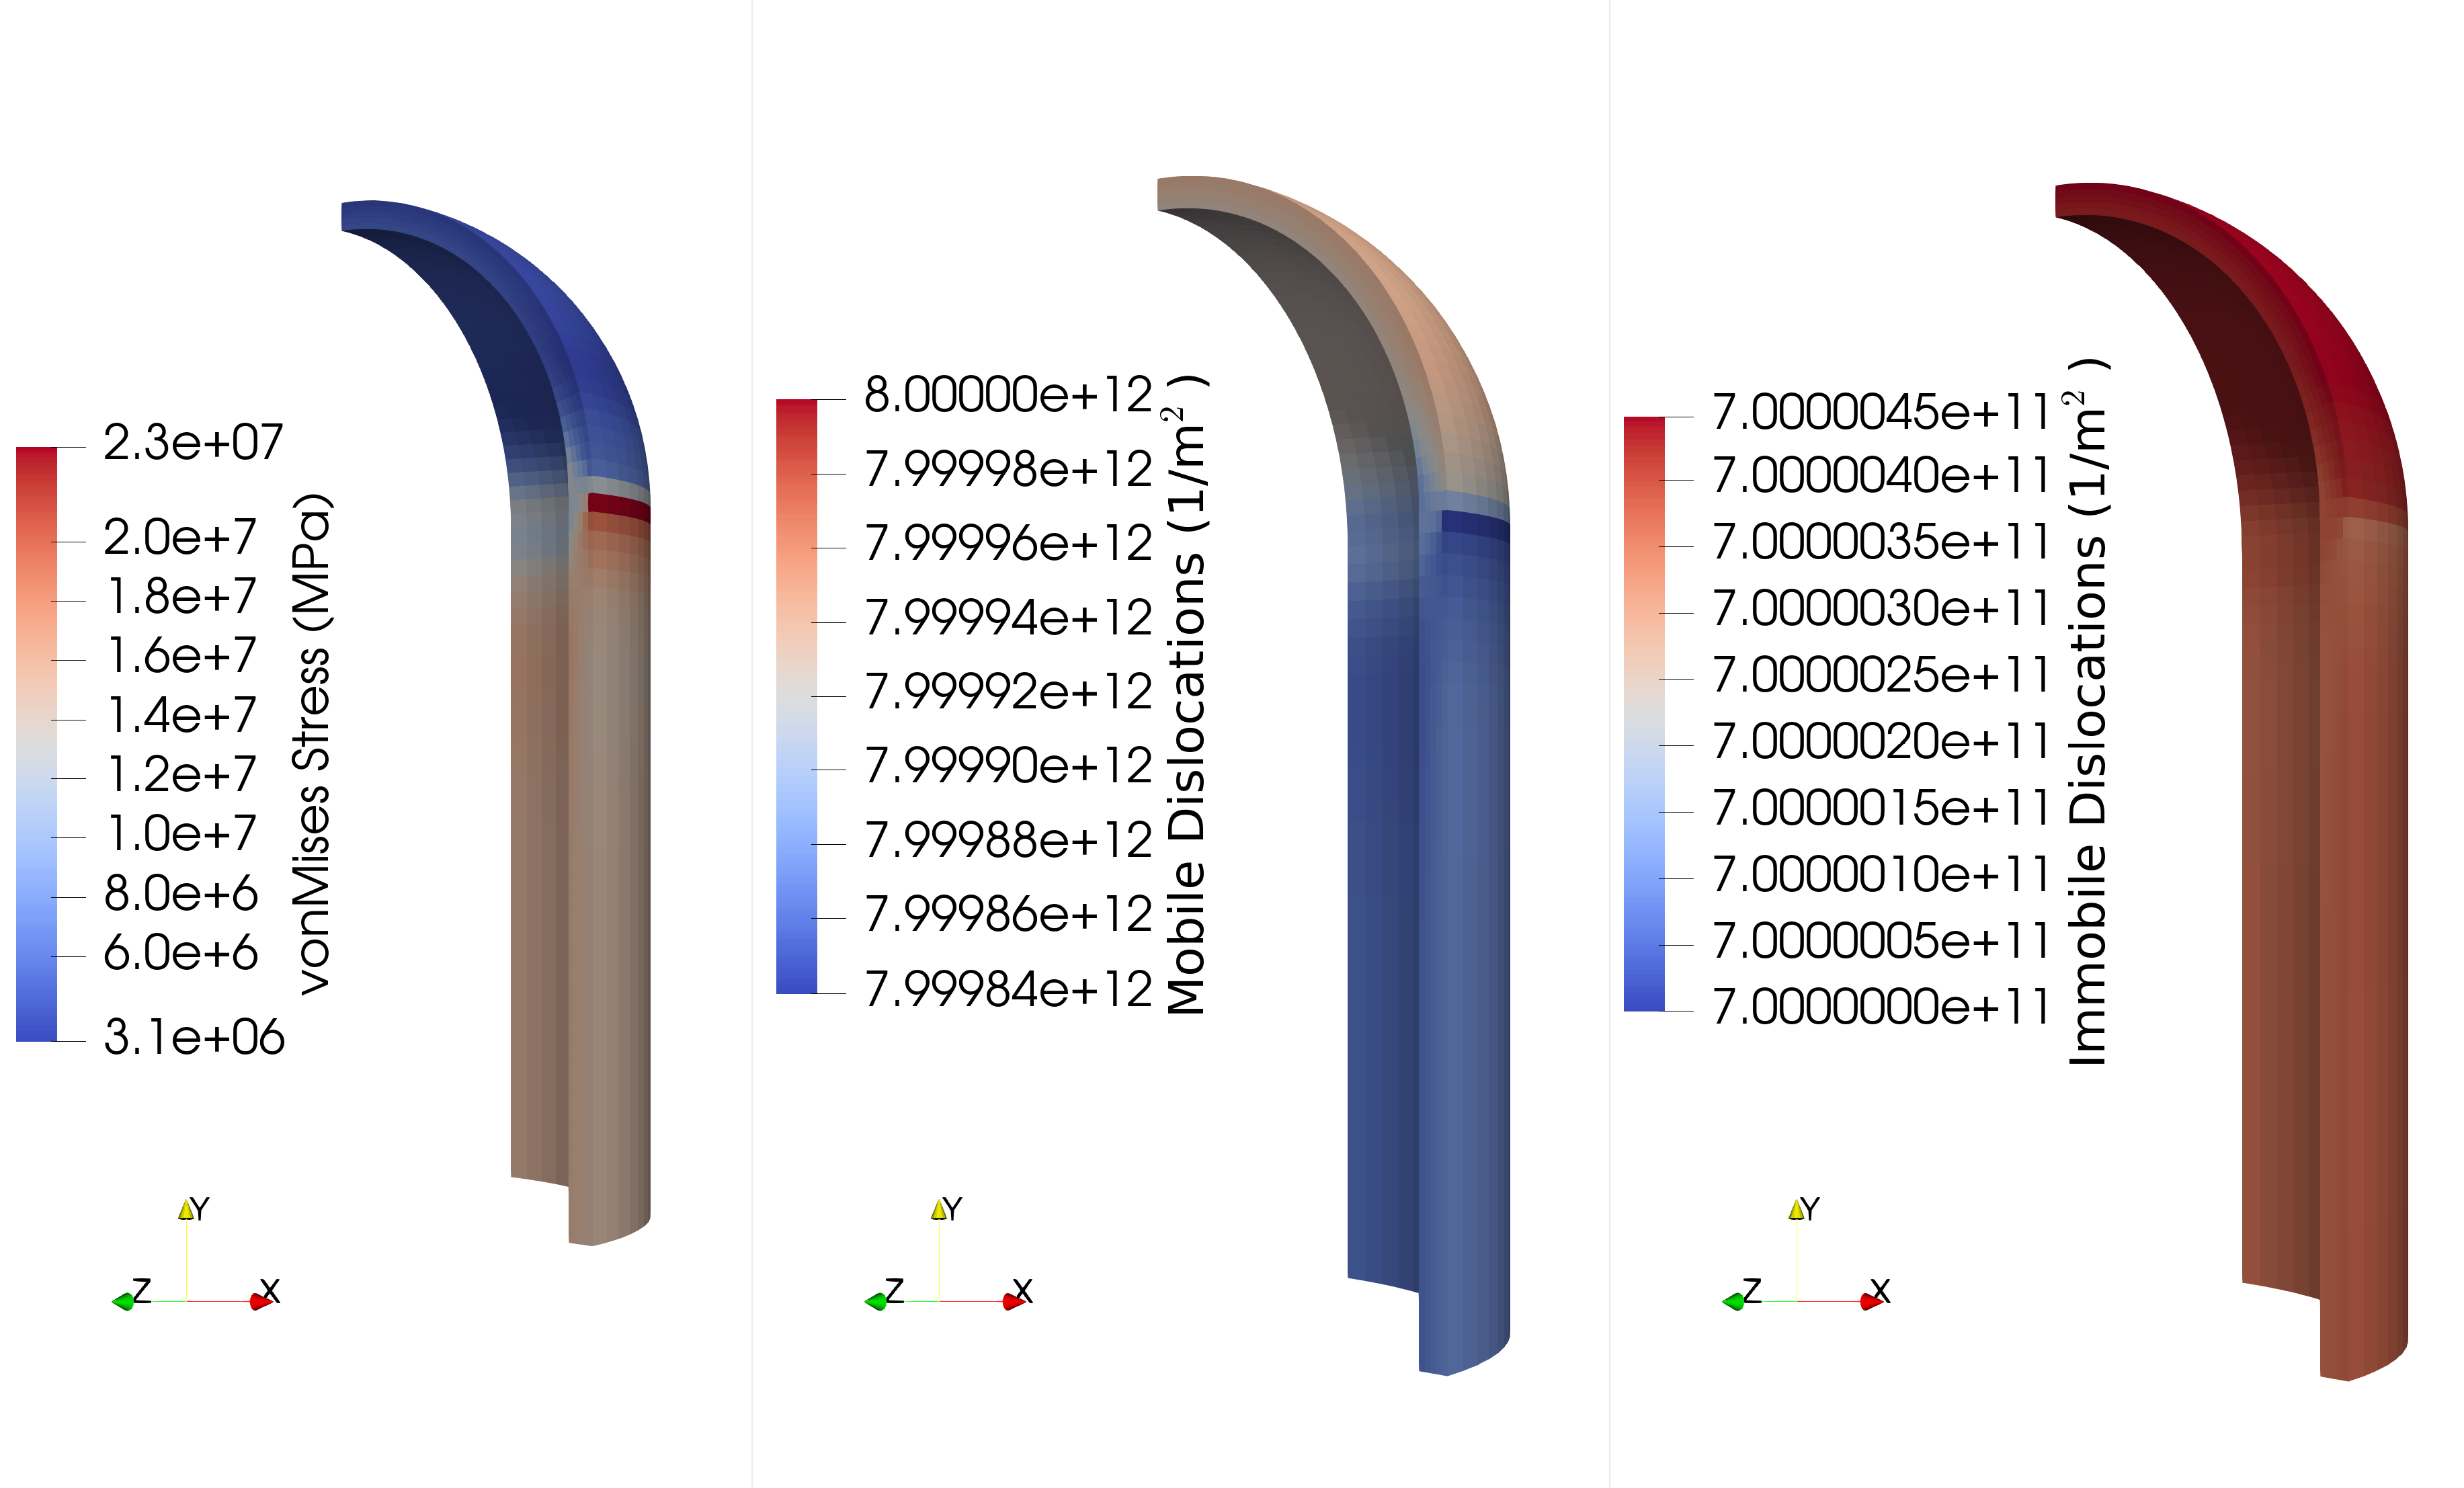 2.3e+07
2.0e+7
1.8e+7
1.6e+7
1.4e+7
1.2e+7
1.0e+7
8.0e+6
6.0e+6
3.1e+06
vonMises Stress (MPa)
Y
Z
X
8.00000e+12
7.99998e+12
7.99996e+12
7.99994e+12
7.99992e+12
7.99990e+12
7.99988e+12
7.99986e+12
7.99984e+12
Mobile Dislocations (1/m²)
Y
Z
X
7.0000045e+11
7.0000040e+11
7.0000035e+11
7.0000030e+11
7.0000025e+11
7.0000020e+11
7.0000015e+11
7.0000010e+11
7.0000005e+11
7.0000000e+11
Immobile Dislocations (1/m²)
Y
Z
X